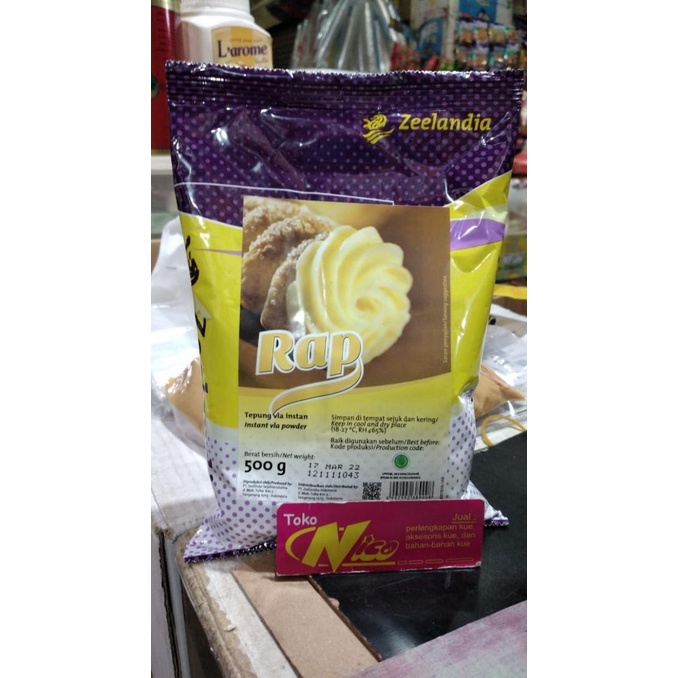 L'arome
Zeelandia
Rap
Tepung vla instan
Instant vla powder
Simpan di tempat sejuk dan kering/
Keep in cool and dry place
Baik digunakan sebelum/Best before:
Kode produksi/Production code:
Berat bersih/Net weight:
500 g
17 MAR 22
121111043
Toko
Nico
Jual :
perlengkapan kue,
aksesoris kue, dan
bahan-bahan kue